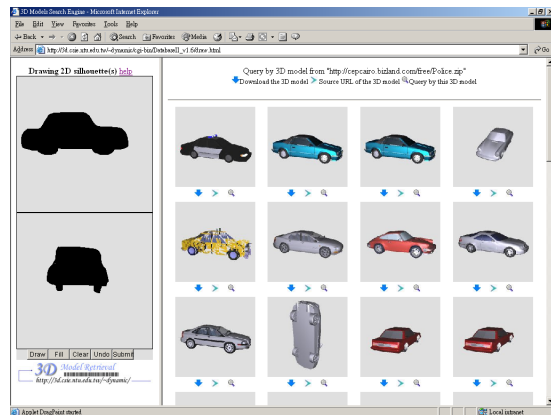 3D Models Search Engine - Microsoft Internet Explorer
File Edit View Favorites Tools Help
Back Search Favorites Media
Address http://3d.csie.ntu.edu.tw/~dynamic/cgi-bin/DatabaseII_v1.6/draw.html Go
Drawing 2D silhouette(s) help
Query by 3D model from "http://cepcairo.bizland.com/free/Police.zip"
Download the 3D model Source URL of the 3D model Query by this 3D model
Draw Fill Clear Undo Submit
3D Model Retrieval
http://3d.csie.ntu.edu.tw/~dynamic/
Applet DragPaint started Local intranet